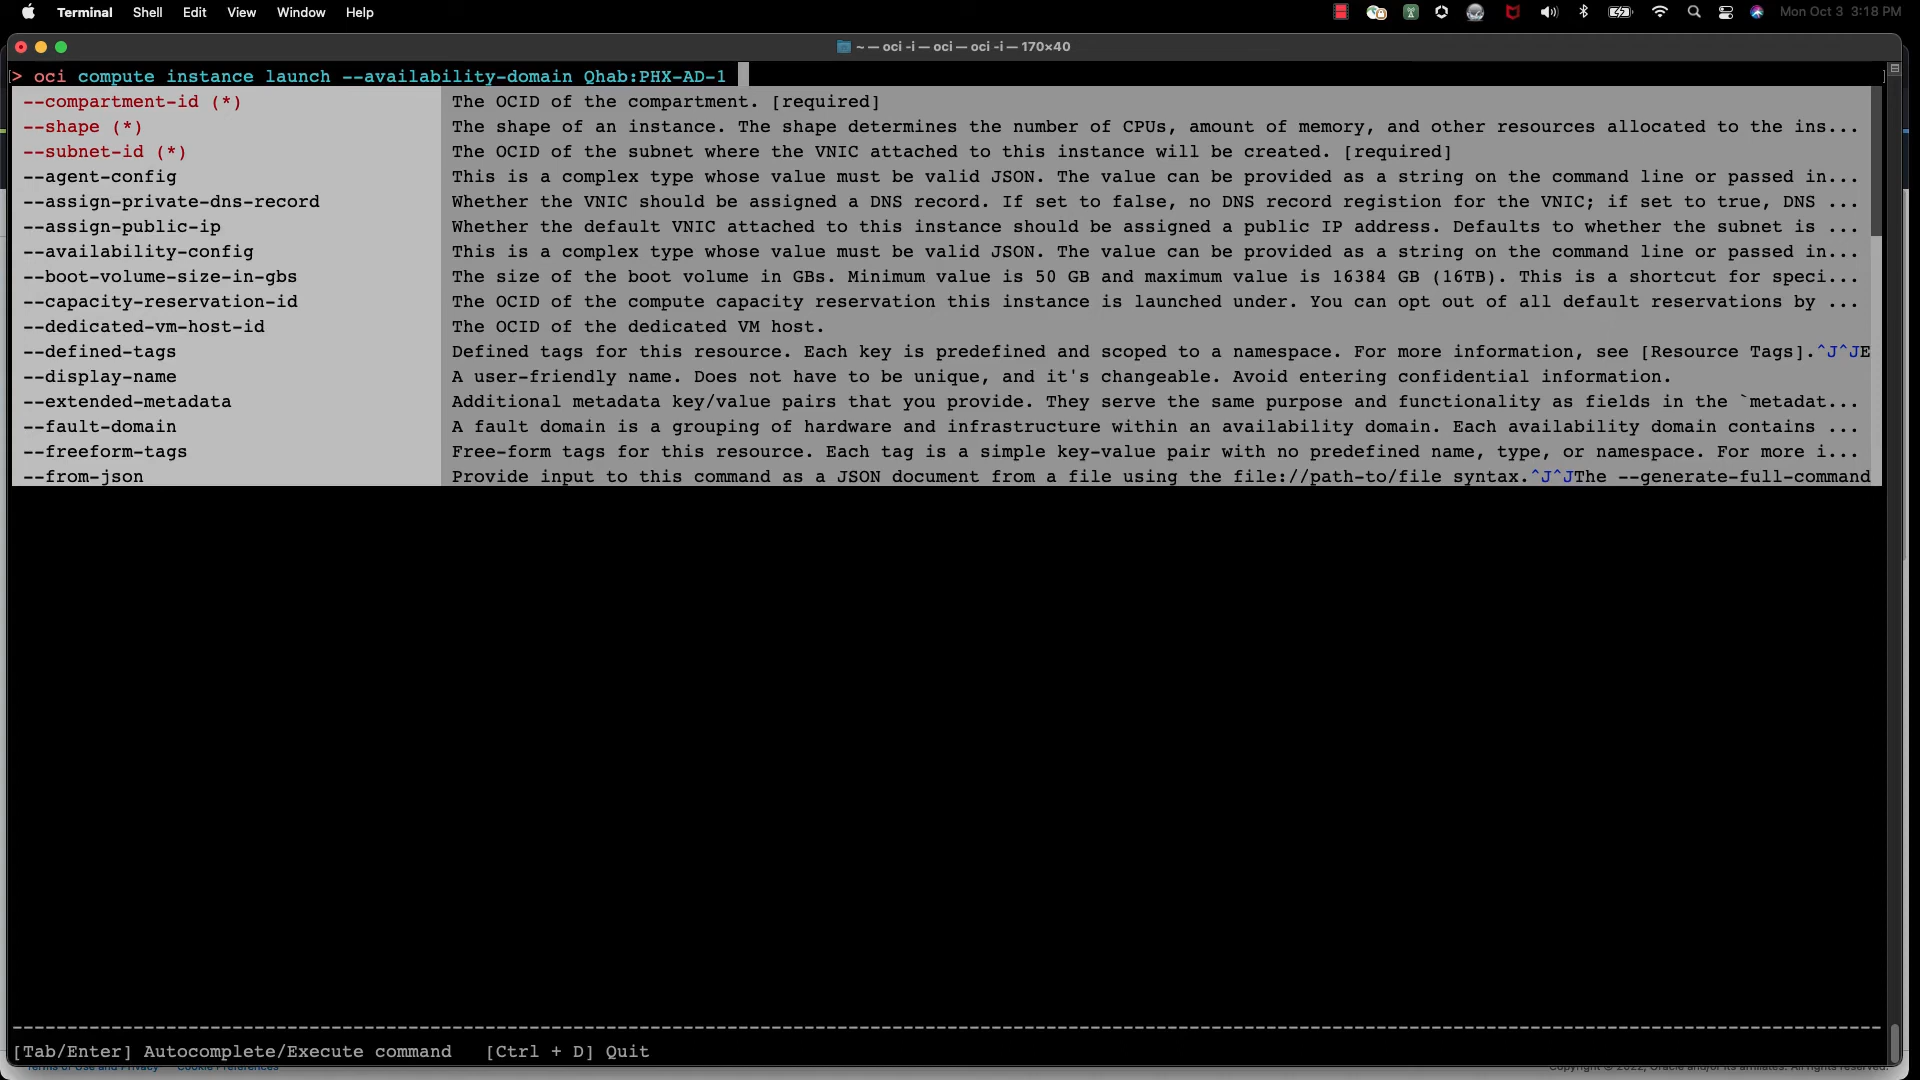 Terminal Shell Edit View Window Help Mon Oct 3 3:18 PM
~ — oci -i — oci — oci -i — 170×40
[> oci compute instance launch --availability-domain Qhab:PHX-AD-1 ]
--compartment-id (*) The OCID of the compartment. [required]
--shape (*) The shape of an instance. The shape determines the number of CPUs, amount of memory, and other resources allocated to the ins...
--subnet-id (*) The OCID of the subnet where the VNIC attached to this instance will be created. [required]
--agent-config This is a complex type whose value must be valid JSON. The value can be provided as a string on the command line or passed in...
--assign-private-dns-record Whether the VNIC should be assigned a DNS record. If set to false, no DNS record registion for the VNIC; if set to true, DNS ...
--assign-public-ip Whether the default VNIC attached to this instance should be assigned a public IP address. Defaults to whether the subnet is ...
--availability-config This is a complex type whose value must be valid JSON. The value can be provided as a string on the command line or passed in...
--boot-volume-size-in-gbs The size of the boot volume in GBs. Minimum value is 50 GB and maximum value is 16384 GB (16TB). This is a shortcut for speci...
--capacity-reservation-id The OCID of the compute capacity reservation this instance is launched under. You can opt out of all default reservations by ...
--dedicated-vm-host-id The OCID of the dedicated VM host.
--defined-tags Defined tags for this resource. Each key is predefined and scoped to a namespace. For more information, see [Resource Tags].^J^JE
--display-name A user-friendly name. Does not have to be unique, and it's changeable. Avoid entering confidential information.
--extended-metadata Additional metadata key/value pairs that you provide. They serve the same purpose and functionality as fields in the `metadat...
--fault-domain A fault domain is a grouping of hardware and infrastructure within an availability domain. Each availability domain contains ...
--freeform-tags Free-form tags for this resource. Each tag is a simple key-value pair with no predefined name, type, or namespace. For more i...
--from-json Provide input to this command as a JSON document from a file using the file://path-to/file syntax.^J^JThe --generate-full-command
[Tab/Enter] Autocomplete/Execute command [Ctrl + D] Quit
Terms of Use and Privacy Cookie Preferences Copyright © 2022, Oracle and/or its affiliates. All rights reserved.